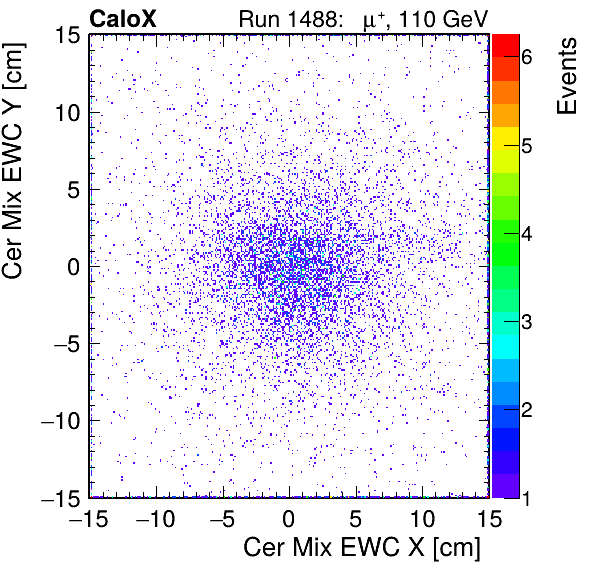 CaloX Run 1488: μ⁺, 110 GeV
Cer Mix EWC Y [cm]
15
10
5
0
−5
−10
−15
−15 −10 −5 0 5 10 15
Cer Mix EWC X [cm]
Events
6
5
4
3
2
1